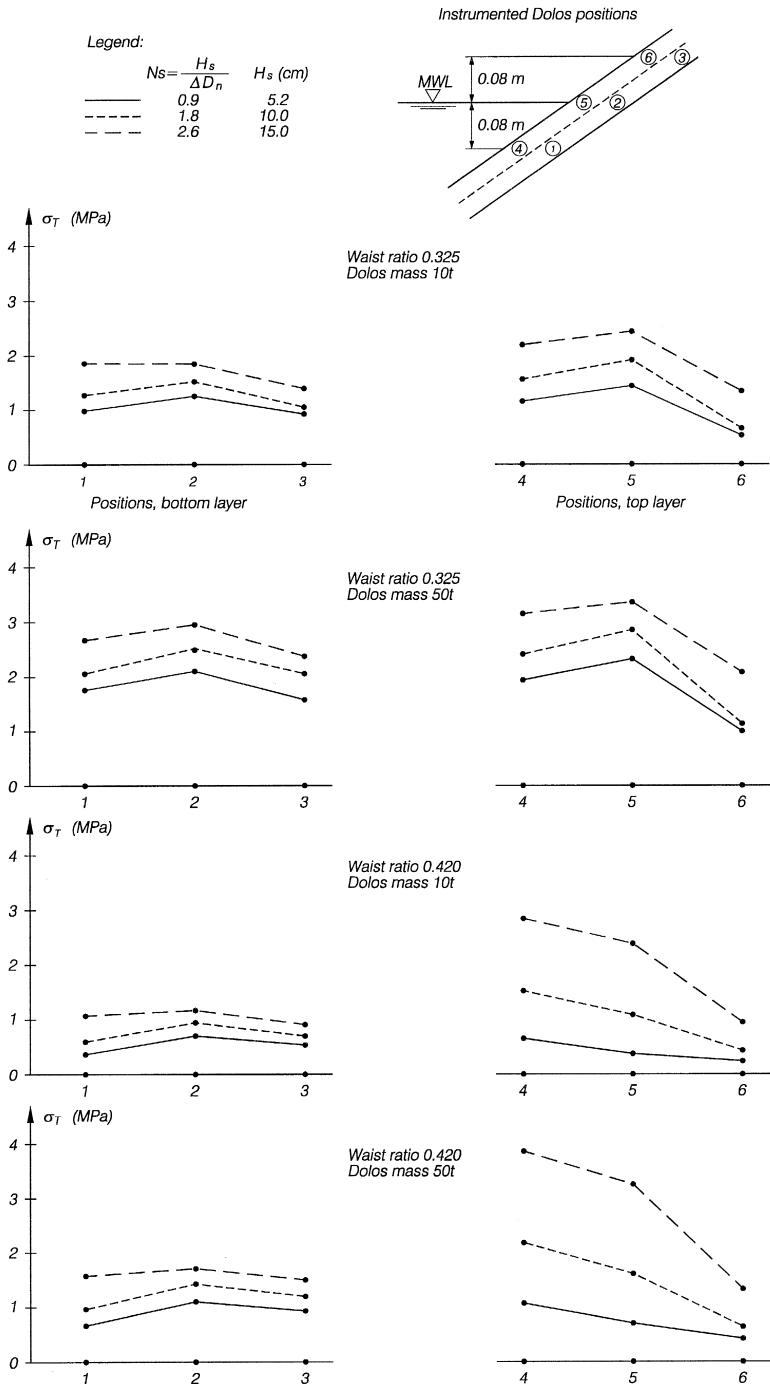 Instrumented Dolos positions
Legend:
Ns= Hs / ΔDn   Hs (cm)
0.9   5.2
1.8   10.0
2.6   15.0
MWL
0.08 m
0.08 m
6 3
5 2
4 1
σT (MPa)
Waist ratio 0.325
Dolos mass 10t
4
3
2
1
0
1 2 3
4 5 6
Positions, bottom layer
Positions, top layer
σT (MPa)
Waist ratio 0.325
Dolos mass 50t
4
3
2
1
0
1 2 3
4 5 6
σT (MPa)
Waist ratio 0.420
Dolos mass 10t
4
3
2
1
0
1 2 3
4 5 6
σT (MPa)
Waist ratio 0.420
Dolos mass 50t
4
3
2
1
0
1 2 3
4 5 6